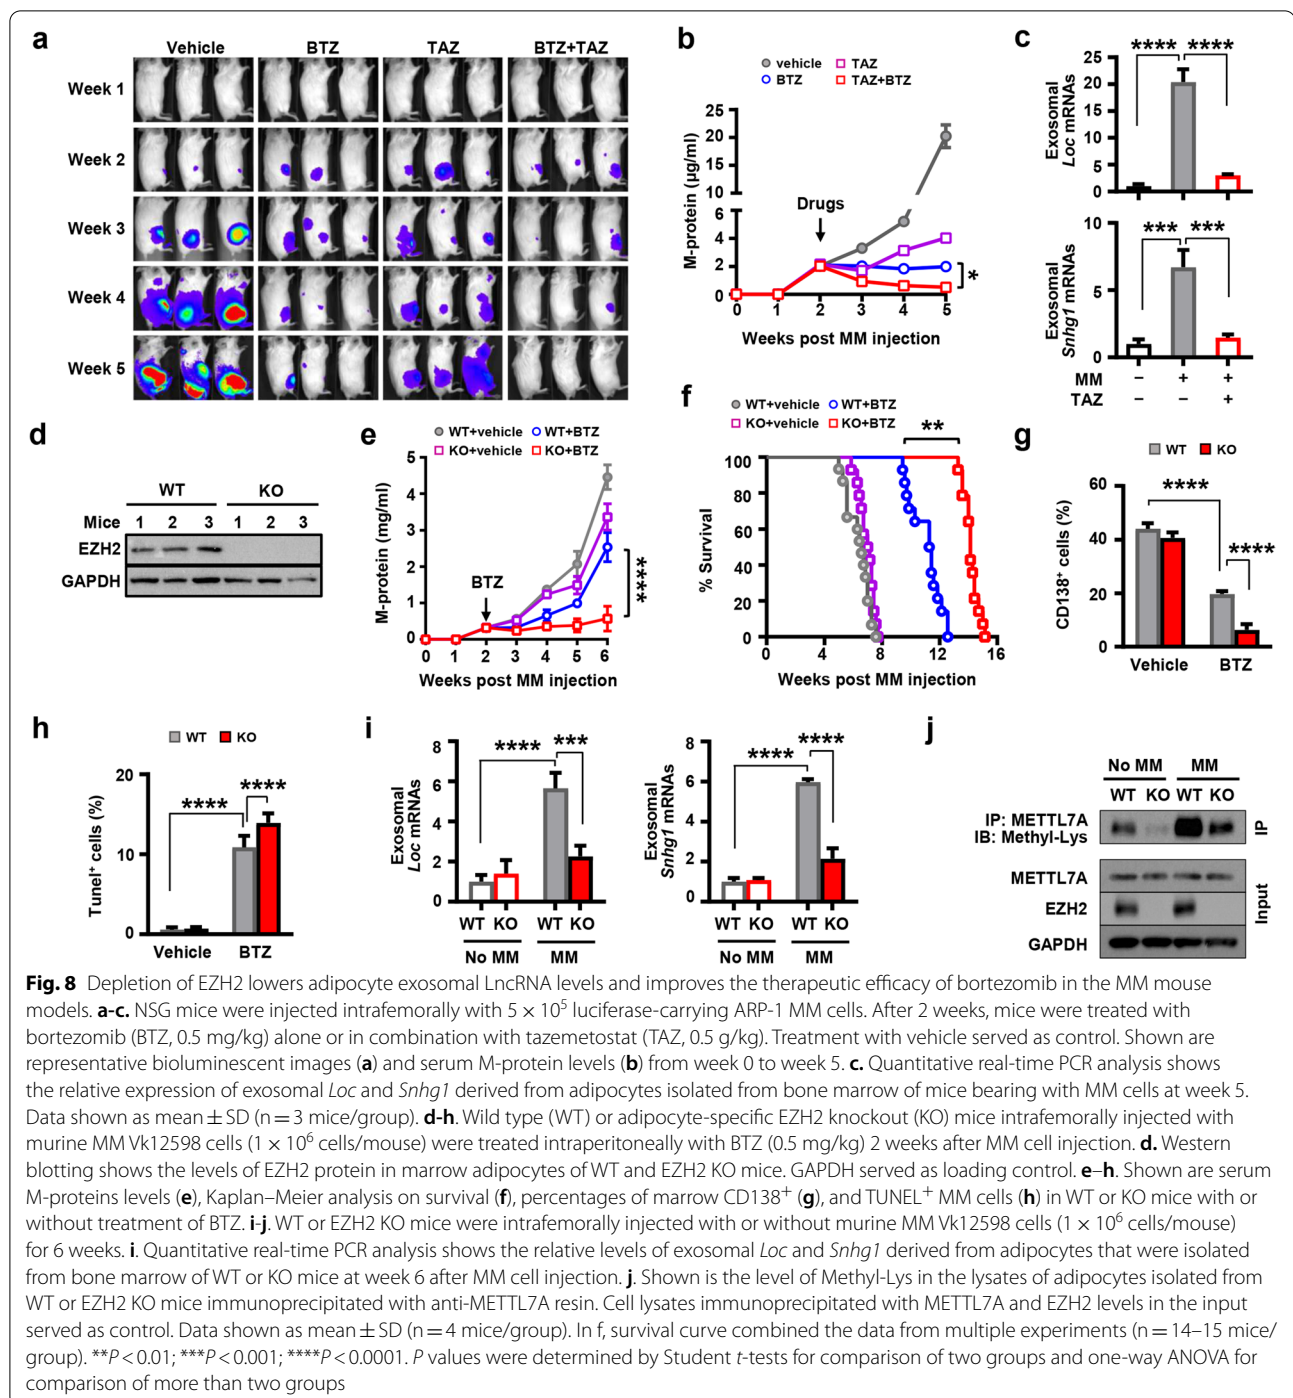 a
Vehicle BTZ TAZ BTZ+TAZ
Week 1
Week 2
Week 3
Week 4
Week 5
b
vehicle TAZ
BTZ TAZ+BTZ
M-protein (µg/ml)
25
20
15
10
6
4
2
0
Drugs
*
0 1 2 3 4 5
Weeks post MM injection
c
**** ****
Exosomal
Loc mRNAs
25
20
15
10
5
0
*** ***
Exosomal
Snhg1 mRNAs
10
5
0
MM – + +
TAZ – – +
d
WT KO
Mice 1 2 3 1 2 3
EZH2
GAPDH
e
WT+vehicle WT+BTZ
KO+vehicle KO+BTZ
M-protein (mg/ml)
5
4
3
2
1
0
BTZ
****
0 1 2 3 4 5 6
Weeks post MM injection
f
WT+vehicle WT+BTZ
KO+vehicle KO+BTZ
**
% Survival
100
80
60
40
20
0
0 4 8 12 16
Weeks post MM injection
g
WT KO
CD138⁺ cells (%)
60
40
20
0
****
****
Vehicle BTZ
h
WT KO
Tunel⁺ cells (%)
20
10
0
****
****
Vehicle BTZ
i
Exosomal
Loc mRNAs
8
6
4
2
0
**** ***
WT KO WT KO
No MM MM
Exosomal
Snhg1 mRNAs
8
6
4
2
0
**** ****
WT KO WT KO
No MM MM
j
No MM MM
WT KO WT KO
IP: METTL7A
IB: Methyl-Lys
IP
METTL7A
EZH2
GAPDH
Input
Fig. 8 Depletion of EZH2 lowers adipocyte exosomal LncRNA levels and improves the therapeutic efficacy of bortezomib in the MM mouse
models. a-c. NSG mice were injected intrafemorally with 5 × 10⁵ luciferase-carrying ARP-1 MM cells. After 2 weeks, mice were treated with
bortezomib (BTZ, 0.5 mg/kg) alone or in combination with tazemetostat (TAZ, 0.5 g/kg). Treatment with vehicle served as control. Shown are
representative bioluminescent images (a) and serum M-protein levels (b) from week 0 to week 5. c. Quantitative real-time PCR analysis shows
the relative expression of exosomal Loc and Snhg1 derived from adipocytes isolated from bone marrow of mice bearing with MM cells at week 5.
Data shown as mean ± SD (n = 3 mice/group). d-h. Wild type (WT) or adipocyte-specific EZH2 knockout (KO) mice intrafemorally injected with
murine MM Vk12598 cells (1 × 10⁶ cells/mouse) were treated intraperitoneally with BTZ (0.5 mg/kg) 2 weeks after MM cell injection. d. Western
blotting shows the levels of EZH2 protein in marrow adipocytes of WT and EZH2 KO mice. GAPDH served as loading control. e–h. Shown are serum
M-proteins levels (e), Kaplan–Meier analysis on survival (f), percentages of marrow CD138⁺ (g), and TUNEL⁺ MM cells (h) in WT or KO mice with or
without treatment of BTZ. i-j. WT or EZH2 KO mice were intrafemorally injected with or without murine MM Vk12598 cells (1 × 10⁶ cells/mouse)
for 6 weeks. i. Quantitative real-time PCR analysis shows the relative levels of exosomal Loc and Snhg1 derived from adipocytes that were isolated
from bone marrow of WT or KO mice at week 6 after MM cell injection. j. Shown is the level of Methyl-Lys in the lysates of adipocytes isolated from
WT or EZH2 KO mice immunoprecipitated with anti-METTL7A resin. Cell lysates immunoprecipitated with METTL7A and EZH2 levels in the input
served as control. Data shown as mean ± SD (n = 4 mice/group). In f, survival curve combined the data from multiple experiments (n = 14–15 mice/
group). **P < 0.01; ***P < 0.001; ****P < 0.0001. P values were determined by Student t-tests for comparison of two groups and one-way ANOVA for
comparison of more than two groups